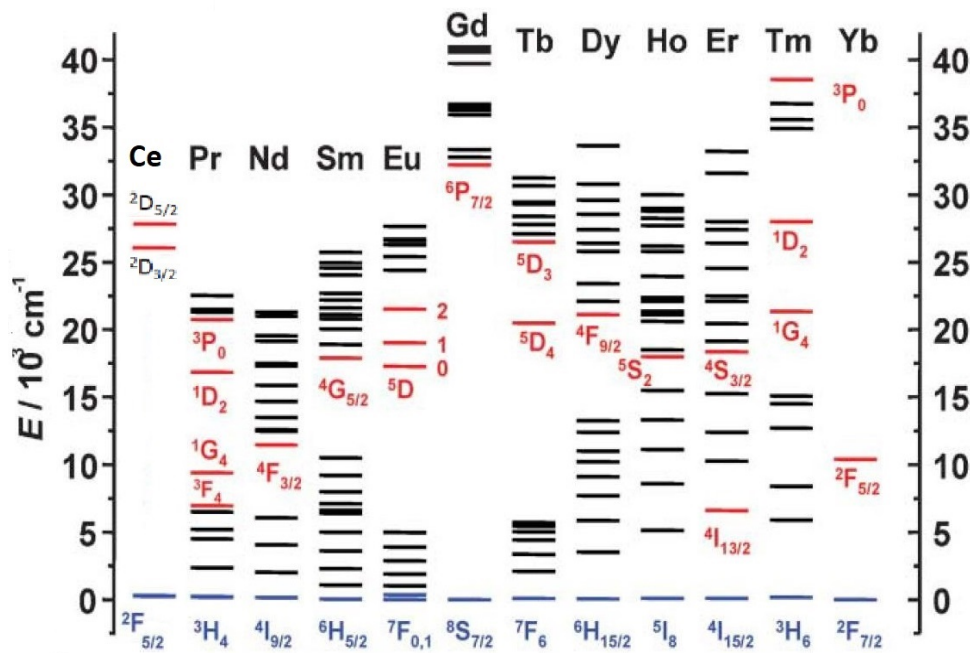 Gd
Tb Dy Ho Er Tm Yb
40 40
³P₀
35 35
Ce Pr Nd Sm Eu
⁶P₇/₂
30 30
²D₅/₂
¹D₂
⁵D₃
25 25
²D₃/₂
2
¹G₄
20 20
³P₀ ⁵D₄ ⁴F₉/₂
1
⁵S₂ ⁴S₃/₂
0
⁴G₅/₂ ⁵D
¹D₂
15 15
¹G₄
10 10
⁴F₃/₂ ²F₅/₂
³F₄
5 5
⁴I₁₃/₂
0 0
²F₅/₂ ³H₄ ⁴I₉/₂ ⁶H₅/₂ ⁷F₀,₁ ⁸S₇/₂ ⁷F₆ ⁶H₁₅/₂ ⁵I₈ ⁴I₁₅/₂ ³H₆ ²F₇/₂
E / 10³ cm⁻¹